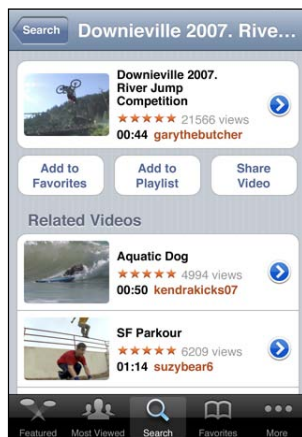 Search
Downieville 2007. Rive...
Downieville 2007.
River Jump
Competition
21566 views
00:44 garythebutcher
Add to
Favorites
Add to
Playlist
Share
Video
Related Videos
Aquatic Dog
4994 views
00:50 kendrakicks07
SF Parkour
6209 views
01:14 suzybear6
Featured
Most Viewed
Search
Favorites
More